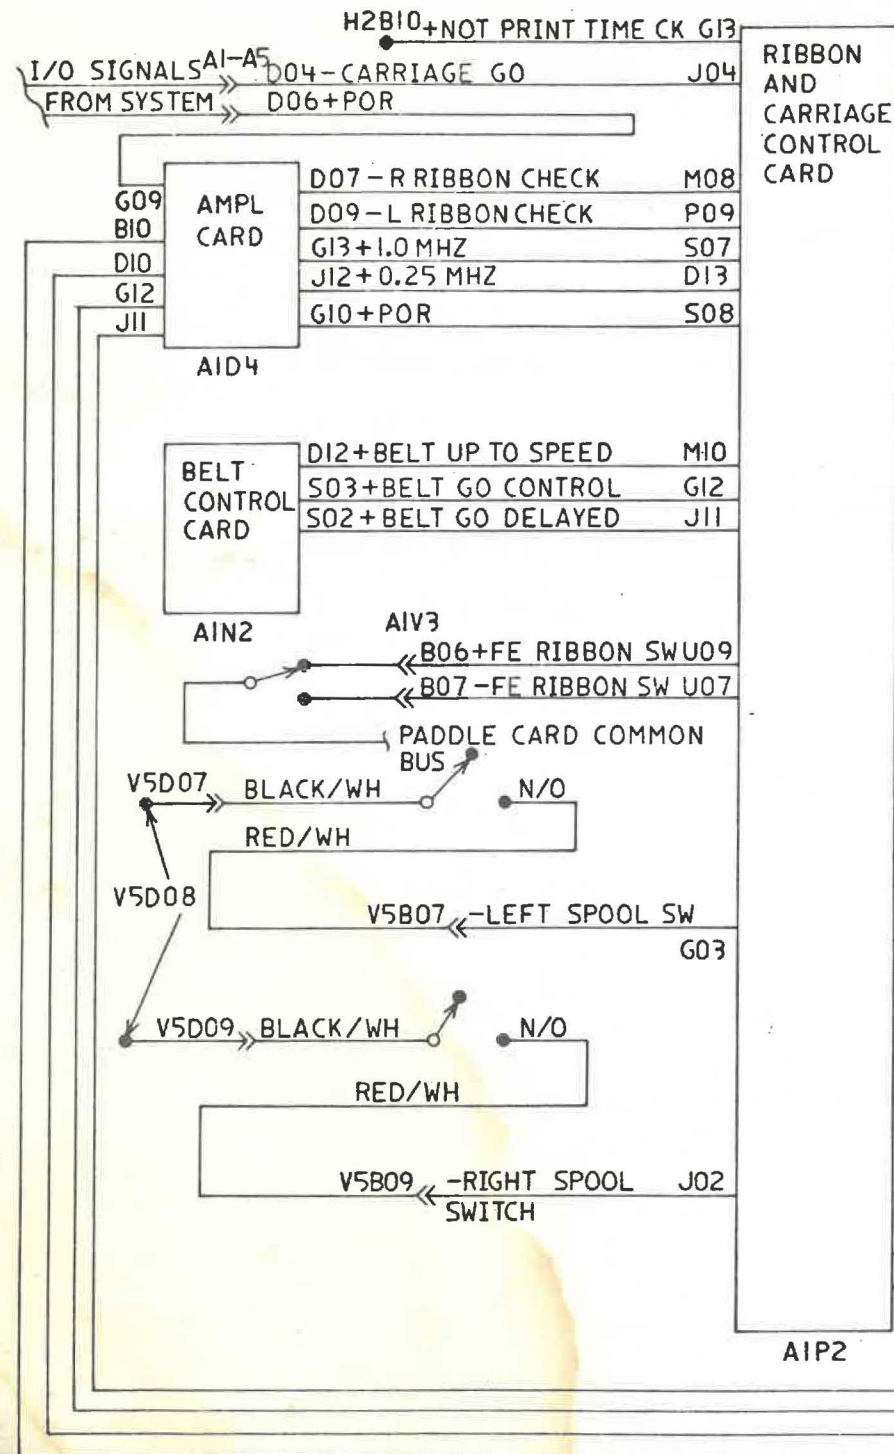 H2B10 +NOT PRINT TIME CK G13
I/O SIGNALS A1-A5 D04-CARRIAGE GO J04
FROM SYSTEM D06+POR
RIBBON
AND
CARRIAGE
CONTROL
CARD
G09
B10
D10
G12
J11
AMPL
CARD
D07-R RIBBON CHECK M08
D09-L RIBBON CHECK P09
G13+1.0 MHZ S07
J12+0.25 MHZ D13
G10+POR S08
A1D4
BELT
CONTROL
CARD
D12+BELT UP TO SPEED M10
S03+BELT GO CONTROL G12
S02+BELT GO DELAYED J11
A1N2
A1V3
B06+FE RIBBON SW U09
B07-FE RIBBON SW U07
PADDLE CARD COMMON
BUS
V5D07 BLACK/WH N/O
RED/WH
V5D08
V5B07 -LEFT SPOOL SW
G03
V5D09 BLACK/WH N/O
RED/WH
V5B09 -RIGHT SPOOL J02
SWITCH
A1P2